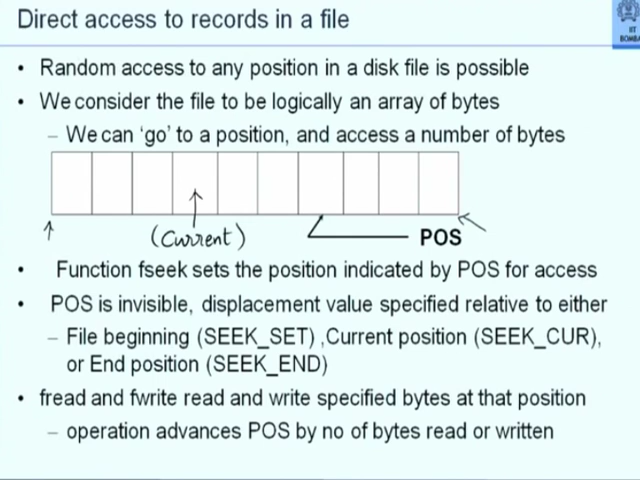 Direct access to records in a file
IIT
BOMBA
• Random access to any position in a disk file is possible
• We consider the file to be logically an array of bytes
– We can 'go' to a position, and access a number of bytes
(Current)
POS
• Function fseek sets the position indicated by POS for access
• POS is invisible, displacement value specified relative to either
– File beginning (SEEK_SET) ,Current position (SEEK_CUR),
or End position (SEEK_END)
• fread and fwrite read and write specified bytes at that position
– operation advances POS by no of bytes read or written